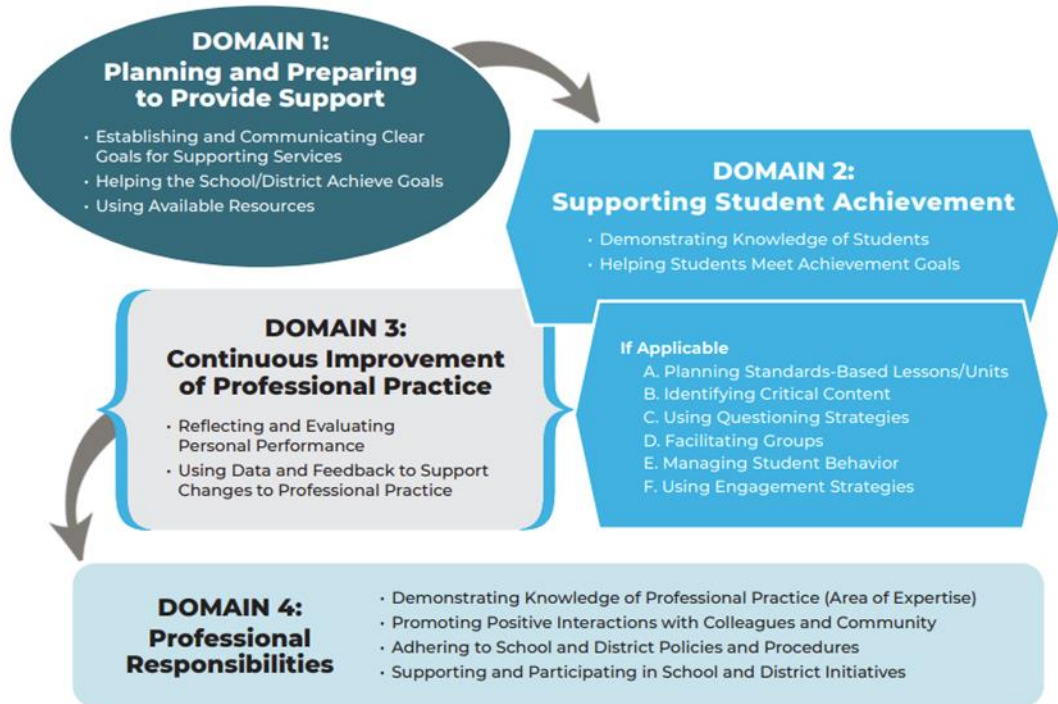 DOMAIN 1:
Planning and Preparing
to Provide Support
• Establishing and Communicating Clear
Goals for Supporting Services
• Helping the School/District Achieve Goals
• Using Available Resources
DOMAIN 2:
Supporting Student Achievement
• Demonstrating Knowledge of Students
• Helping Students Meet Achievement Goals
If Applicable
A. Planning Standards-Based Lessons/Units
B. Identifying Critical Content
C. Using Questioning Strategies
D. Facilitating Groups
E. Managing Student Behavior
F. Using Engagement Strategies
DOMAIN 3:
Continuous Improvement
of Professional Practice
• Reflecting and Evaluating
Personal Performance
• Using Data and Feedback to Support
Changes to Professional Practice
DOMAIN 4:
Professional
Responsibilities
• Demonstrating Knowledge of Professional Practice (Area of Expertise)
• Promoting Positive Interactions with Colleagues and Community
• Adhering to School and District Policies and Procedures
• Supporting and Participating in School and District Initiatives